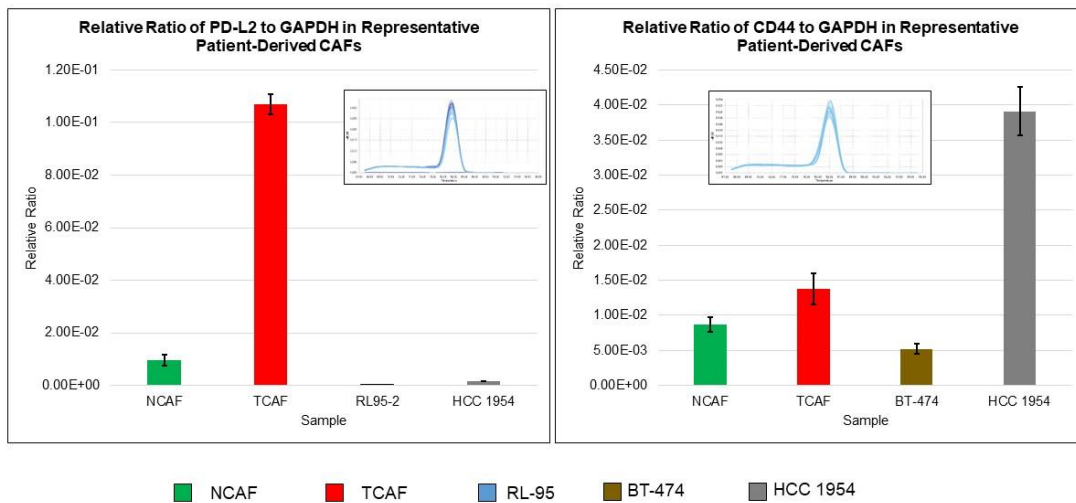 Relative Ratio of PD-L2 to GAPDH in Representative
Patient-Derived CAFs
1.20E-01
1.00E-01
8.00E-02
6.00E-02
4.00E-02
2.00E-02
0.00E+00
Relative Ratio
NCAF
TCAF
RL95-2
HCC 1954
Sample
Relative Ratio of CD44 to GAPDH in Representative
Patient-Derived CAFs
4.50E-02
4.00E-02
3.50E-02
3.00E-02
2.50E-02
2.00E-02
1.50E-02
1.00E-02
5.00E-03
0.00E+00
Relative Ratio
NCAF
TCAF
BT-474
HCC 1954
Sample
NCAF
TCAF
RL-95
BT-474
HCC 1954